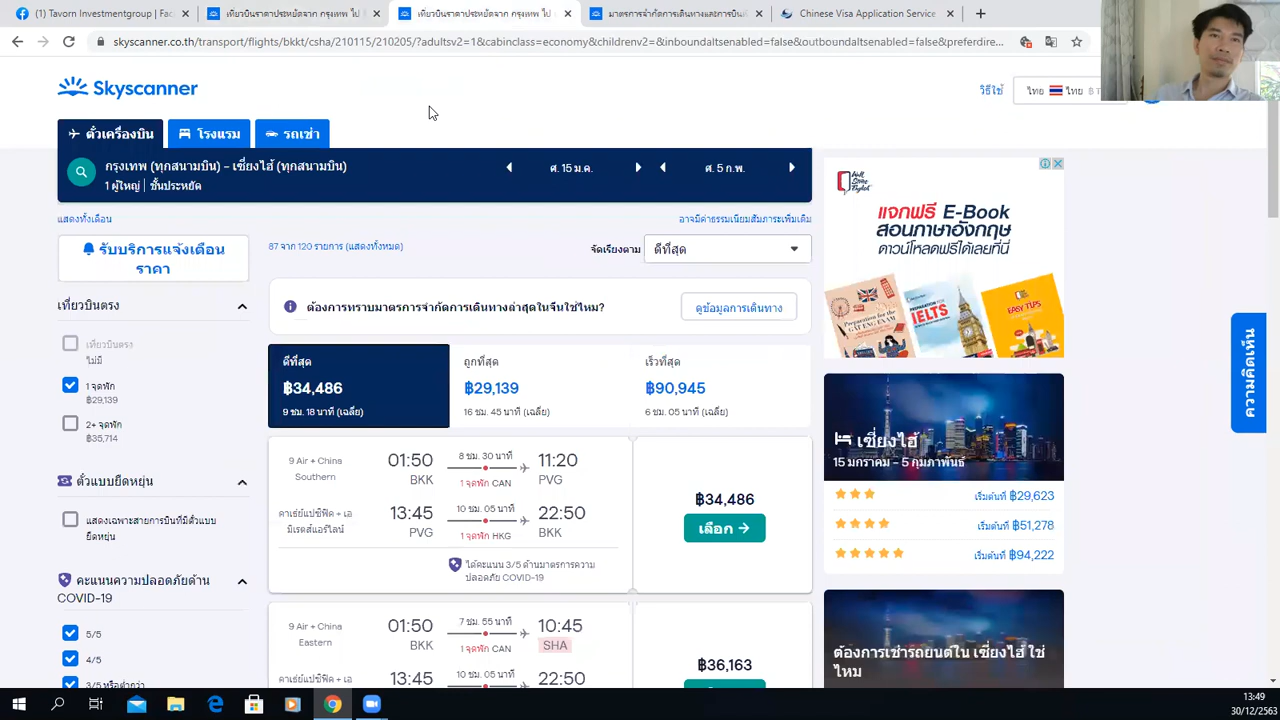 (1) Tavorn Investmentgroup | Fac
เที่ยวบินราคาประหยัดจาก กรุงเทพ ไป
เที่ยวบินราคาประหยัดจาก กรุงเทพ ไป
มาตรการจำกัดการเดินทางและการบินคื
Chinese Visa Application Service
skyscanner.co.th/transport/flights/bkkt/csha/210115/210205/?adultsv2=1&cabinclass=economy&childrenv2=&inboundaltsenabled=false&outboundaltsenabled=false&preferdire...
Skyscanner
วิธีใช้
ไทย ไทย
ตั๋วเครื่องบิน
โรงแรม
รถเช่า
กรุงเทพ (ทุกสนามบิน) – เซี่ยงไฮ้ (ทุกสนามบิน)
1 ผู้ใหญ่ | ชั้นประหยัด
ศ. 15 ม.ค.
ศ. 5 ก.พ.
แสดงทั้งเดือน
อาจมีค่าธรรมเนียมสัมภาระเพิ่มเติม
รับบริการแจ้งเตือน
ราคา
87 จาก 120 รายการ (แสดงทั้งหมด)
จัดเรียงตาม
ดีที่สุด
เที่ยวบินตรง
เที่ยวบินตรง
ไม่มี
1 จุดพัก
฿29,139
2+ จุดพัก
฿35,714
ตั๋วแบบยืดหยุ่น
แสดงเฉพาะสายการบินที่มีตั๋วแบบ
ยืดหยุ่น
คะแนนความปลอดภัยด้าน
COVID-19
5/5
4/5
3/5 หรือต่ำกว่า
ต้องการทราบมาตรการจำกัดการเดินทางล่าสุดในจีนใช่ไหม?
ดูข้อมูลการเดินทาง
ดีที่สุด
฿34,486
9 ชม. 18 นาที (เฉลี่ย)
ถูกที่สุด
฿29,139
16 ชม. 45 นาที (เฉลี่ย)
เร็วที่สุด
฿90,945
6 ชม. 05 นาที (เฉลี่ย)
9 Air + China
Southern
01:50
BKK
8 ชม. 30 นาที
1 จุดพัก CAN
11:20
PVG
คาเธ่ย์แปซิฟิค + เอ
มิเรตส์แอร์ไลน์
13:45
PVG
10 ชม. 05 นาที
1 จุดพัก HKG
22:50
BKK
ได้คะแนน 3/5 ด้านมาตรการความ
ปลอดภัย COVID-19
฿34,486
เลือก →
9 Air + China
Eastern
01:50
BKK
7 ชม. 55 นาที
1 จุดพัก CAN
10:45
SHA
คาเธ่ย์แปซิฟิค + เอ
13:45
10 ชม. 05 นาที
22:50
฿36,163
Wall
Street
English
แจกฟรี E-Book
สอนภาษาอังกฤษ
ดาวน์โหลดฟรีได้เลยที่นี่
Preparation for the
GAT ENG EXAM
PREPARATION FOR
IELTS
EASY TIPS
เซี่ยงไฮ้
15 มกราคม – 5 กุมภาพันธ์
เริ่มต้นที่ ฿29,623
เริ่มต้นที่ ฿51,278
เริ่มต้นที่ ฿94,222
ต้องการเช่ารถยนต์ใน เซี่ยงไฮ้ ใช่
ไหม
ความคิดเห็น
13:49
30/12/2563